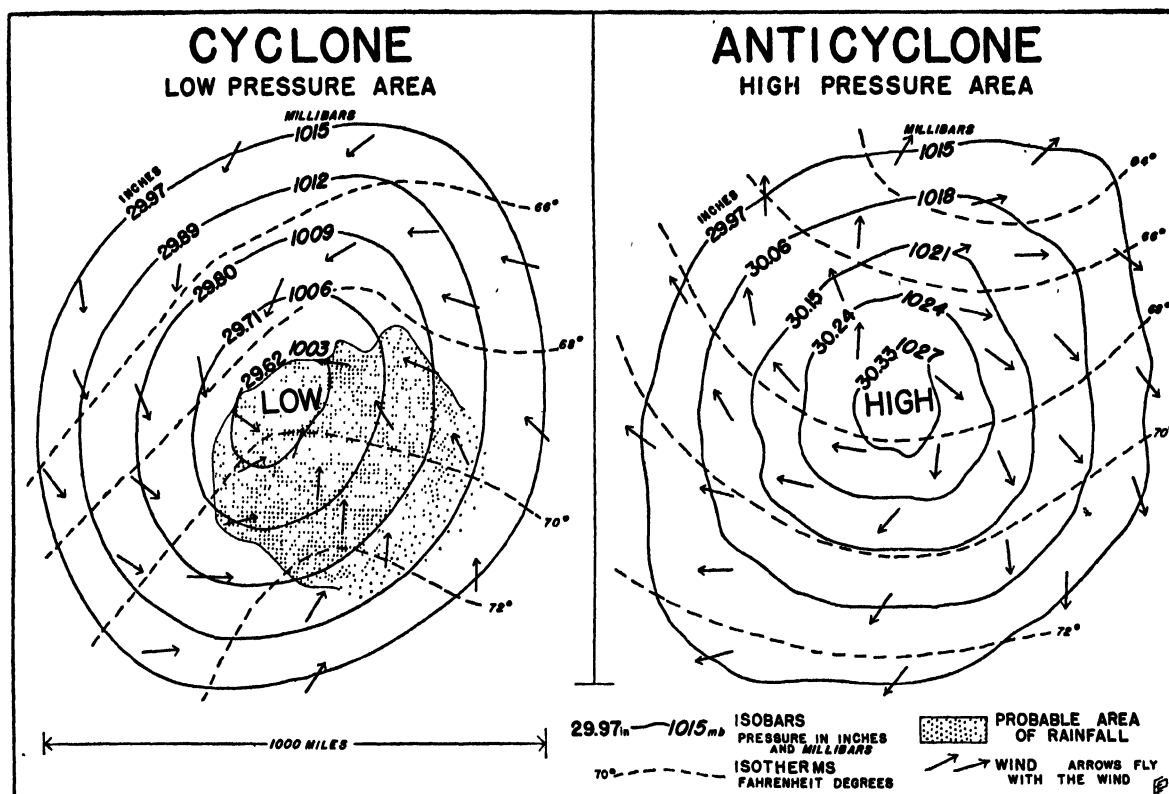 CYCLONE
LOW PRESSURE AREA
MILLIBARS
1015
INCHES
29.97
1012
29.89
1009
29.80
1006
29.71
1003
29.62
LOW
66°
68°
70°
72°
1000 MILES
ANTICYCLONE
HIGH PRESSURE AREA
MILLIBARS
1015
INCHES
29.97
1018
30.06
1021
30.15
1024
30.24
1027
30.33
HIGH
64°
66°
68°
70°
72°
29.97in 1015mb ISOBARS
PRESSURE IN INCHES
AND MILLIBARS
70° ISOTHERMS
FAHRENHEIT DEGREES
PROBABLE AREA
OF RAINFALL
WIND ARROWS FLY
WITH THE WIND